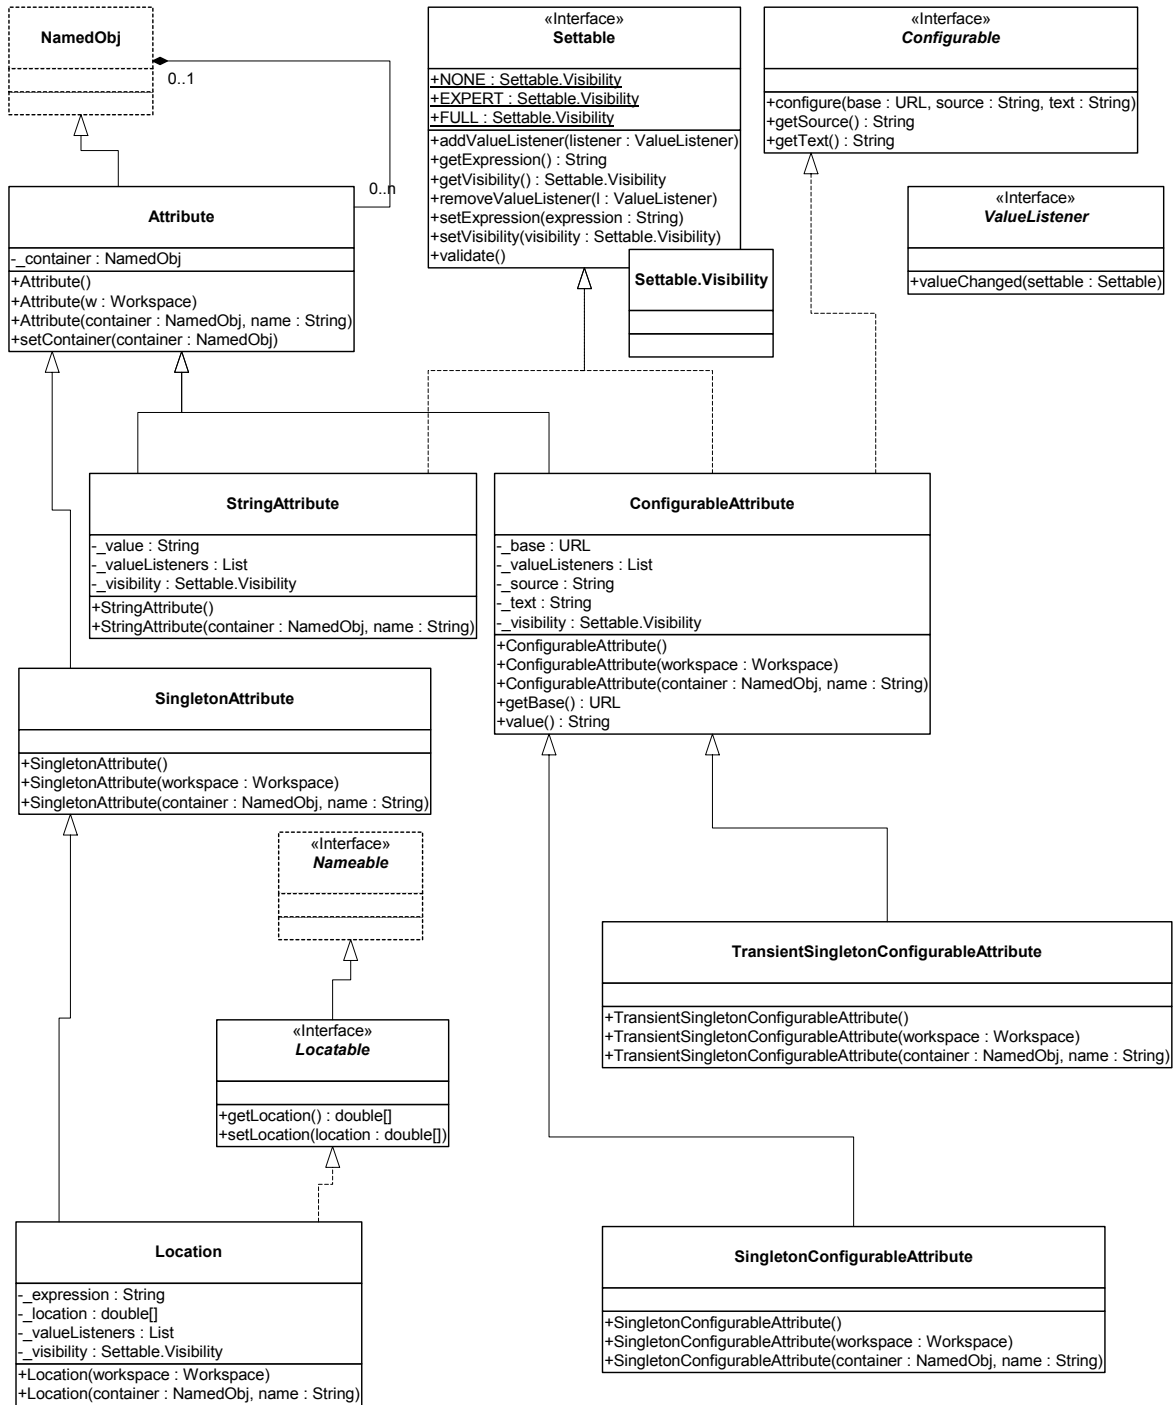 NamedObj
0..1
0..n
«Interface»
Settable
+NONE : Settable.Visibility
+EXPERT : Settable.Visibility
+FULL : Settable.Visibility
+addValueListener(listener : ValueListener)
+getExpression() : String
+getVisibility() : Settable.Visibility
+removeValueListener(l : ValueListener)
+setExpression(expression : String)
+setVisibility(visibility : Settable.Visibility)
+validate()
Settable.Visibility
«Interface»
Configurable
+configure(base : URL, source : String, text : String)
+getSource() : String
+getText() : String
«Interface»
ValueListener
+valueChanged(settable : Settable)
Attribute
-_container : NamedObj
+Attribute()
+Attribute(w : Workspace)
+Attribute(container : NamedObj, name : String)
+setContainer(container : NamedObj)
StringAttribute
-_value : String
-_valueListeners : List
-_visibility : Settable.Visibility
+StringAttribute()
+StringAttribute(container : NamedObj, name : String)
ConfigurableAttribute
-_base : URL
-_valueListeners : List
-_source : String
-_text : String
-_visibility : Settable.Visibility
+ConfigurableAttribute()
+ConfigurableAttribute(workspace : Workspace)
+ConfigurableAttribute(container : NamedObj, name : String)
+getBase() : URL
+value() : String
SingletonAttribute
+SingletonAttribute()
+SingletonAttribute(workspace : Workspace)
+SingletonAttribute(container : NamedObj, name : String)
«Interface»
Nameable
TransientSingletonConfigurableAttribute
+TransientSingletonConfigurableAttribute()
+TransientSingletonConfigurableAttribute(workspace : Workspace)
+TransientSingletonConfigurableAttribute(container : NamedObj, name : String)
«Interface»
Locatable
+getLocation() : double[]
+setLocation(location : double[])
Location
-_expression : String
-_location : double[]
-_valueListeners : List
-_visibility : Settable.Visibility
+Location(workspace : Workspace)
+Location(container : NamedObj, name : String)
SingletonConfigurableAttribute
+SingletonConfigurableAttribute()
+SingletonConfigurableAttribute(workspace : Workspace)
+SingletonConfigurableAttribute(container : NamedObj, name : String)